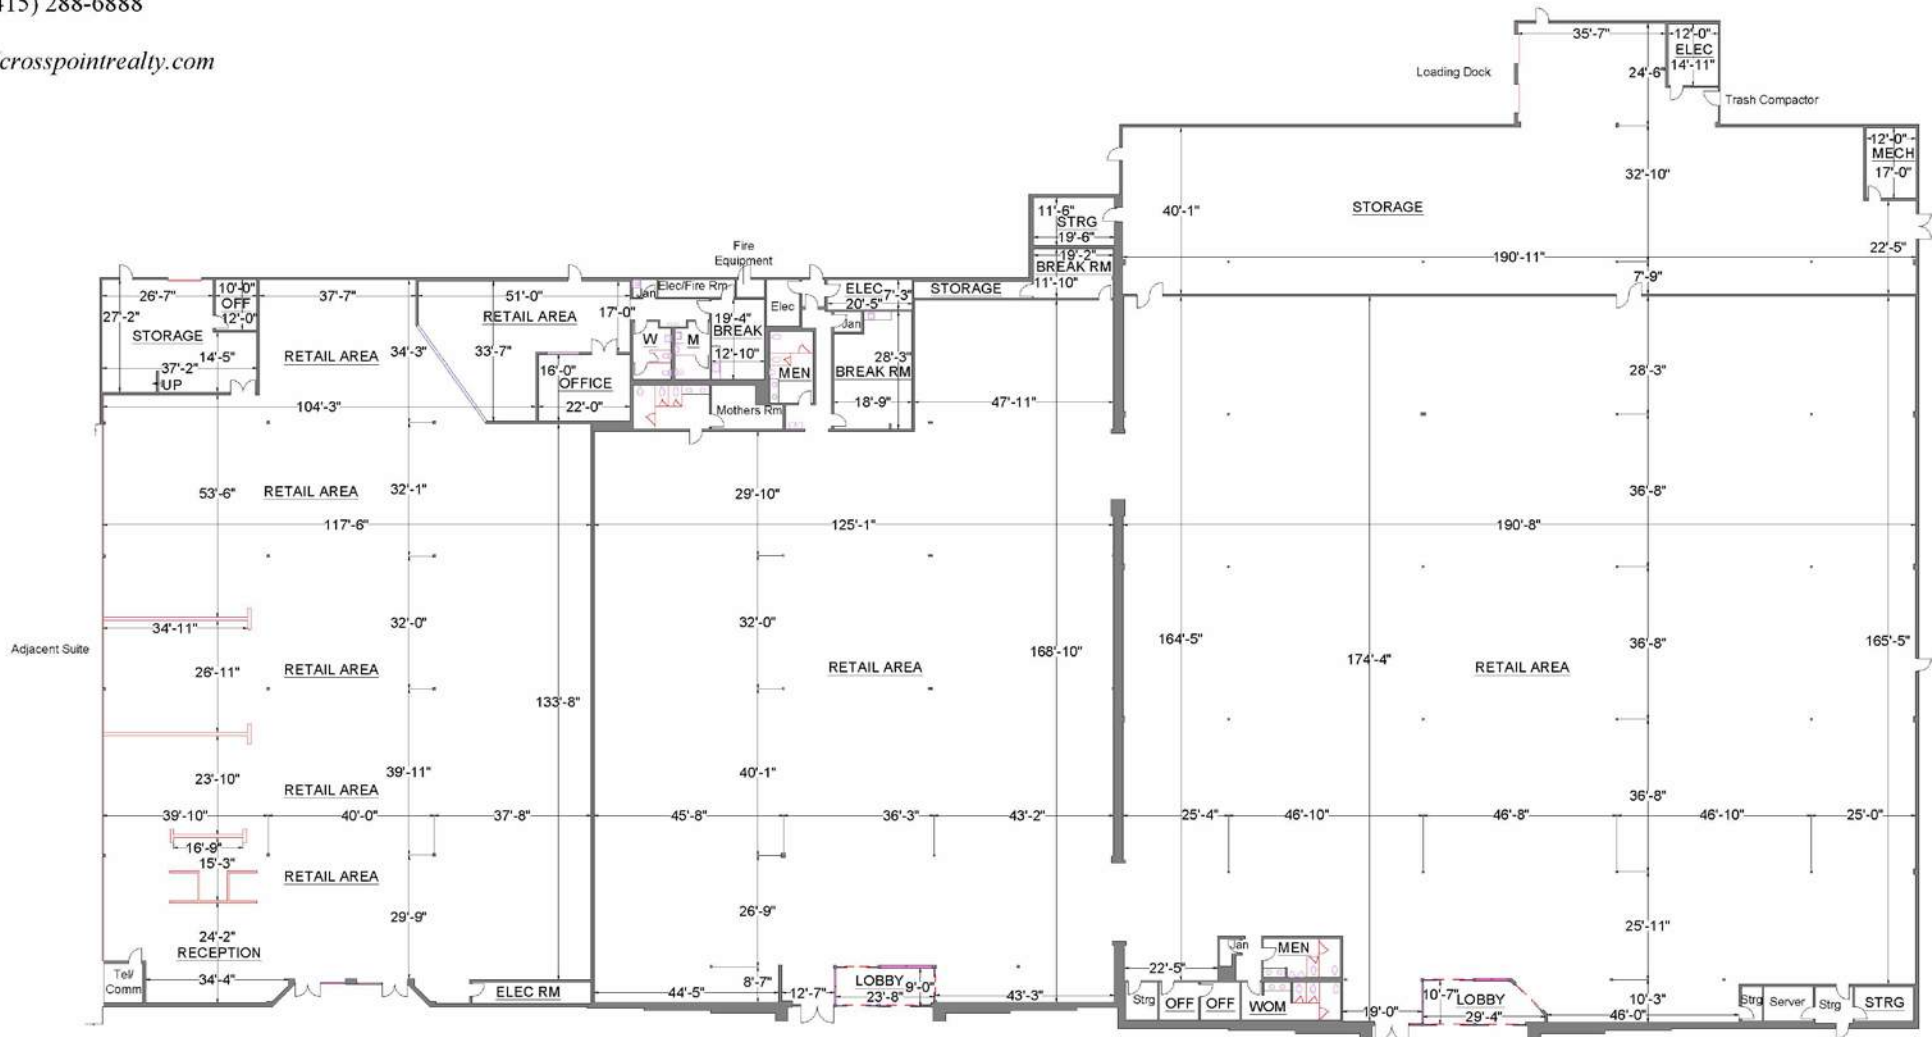 415) 288-6888
crosspointrealty.com
35'-7"
12'-0"
ELEC
14'-11"
24'-6"
Loading Dock
Trash Compactor
12'-0"
MECH
17'-0"
32'-10"
STORAGE
40'-1"
11'-6"
STRG
19'-6"
22'-5"
190'-11"
7'-9"
19'-2"
BREAK RM
11'-10"
Fire
Equipment
26'-7"
10'-0"
OFF
12'-0"
37'-7"
51'-0"
Jan
Elec/Fire Rm
ELEC
7'-3"
20'-5"
STORAGE
27'-2"
STORAGE
14'-5"
37'-2"
UP
RETAIL AREA
34'-3"
RETAIL AREA
17'-0"
33'-7"
16'-0"
OFFICE
22'-0"
W
M
19'-4"
BREAK
12'-10"
Elec
Jan
MEN
28'-3"
BREAK RM
18'-9"
47'-11"
28'-3"
104'-3"
Mothers Rm
53'-6"
RETAIL AREA
32'-1"
29'-10"
36'-8"
117'-6"
125'-1"
190'-8"
34'-11"
32'-0"
32'-0"
Adjacent Suite
26'-11"
RETAIL AREA
RETAIL AREA
168'-10"
164'-5"
174'-4"
RETAIL AREA
36'-8"
165'-5"
133'-8"
23'-10"
RETAIL AREA
39'-11"
40'-1"
36'-8"
39'-10"
40'-0"
37'-8"
45'-8"
36'-3"
43'-2"
25'-4"
46'-10"
46'-8"
46'-10"
25'-0"
16'-9"
15'-3"
RETAIL AREA
29'-9"
26'-9"
25'-11"
24'-2"
RECEPTION
34'-4"
Tel/
Comm
ELEC RM
44'-5"
8'-7"
12'-7"
LOBBY
9'-0"
23'-8"
43'-3"
22'-5"
Jan
MEN
Strg
OFF
OFF
WOM
19'-0"
10'-7"
LOBBY
29'-4"
10'-3"
46'-0"
Strg
Server
Strg
STRG